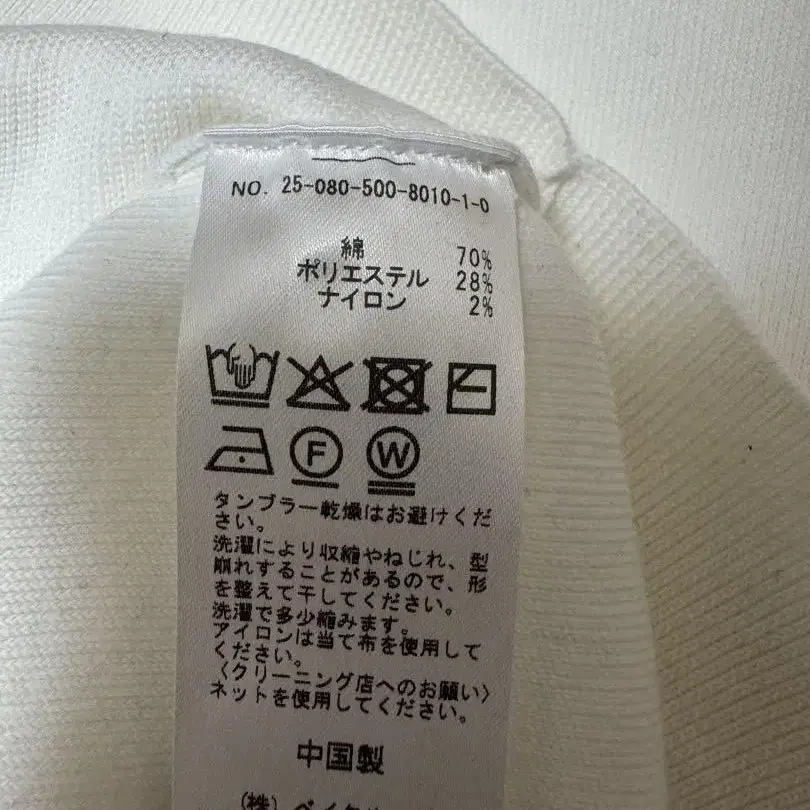 NO. 25-080-500-8010-1-0
綿 70%
ポリエステル 28%
ナイロン 2%
F W
タンブラー乾燥はお避けくだ
さい。
洗濯により収縮やねじれ、型
崩れすることがあるので、形
を整えて干してください。
洗濯で多少縮みます。
アイロンは当て布を使用して
ください。
〈クリーニング店へのお願い〉
ネットを使用してください。
中国製
(株)